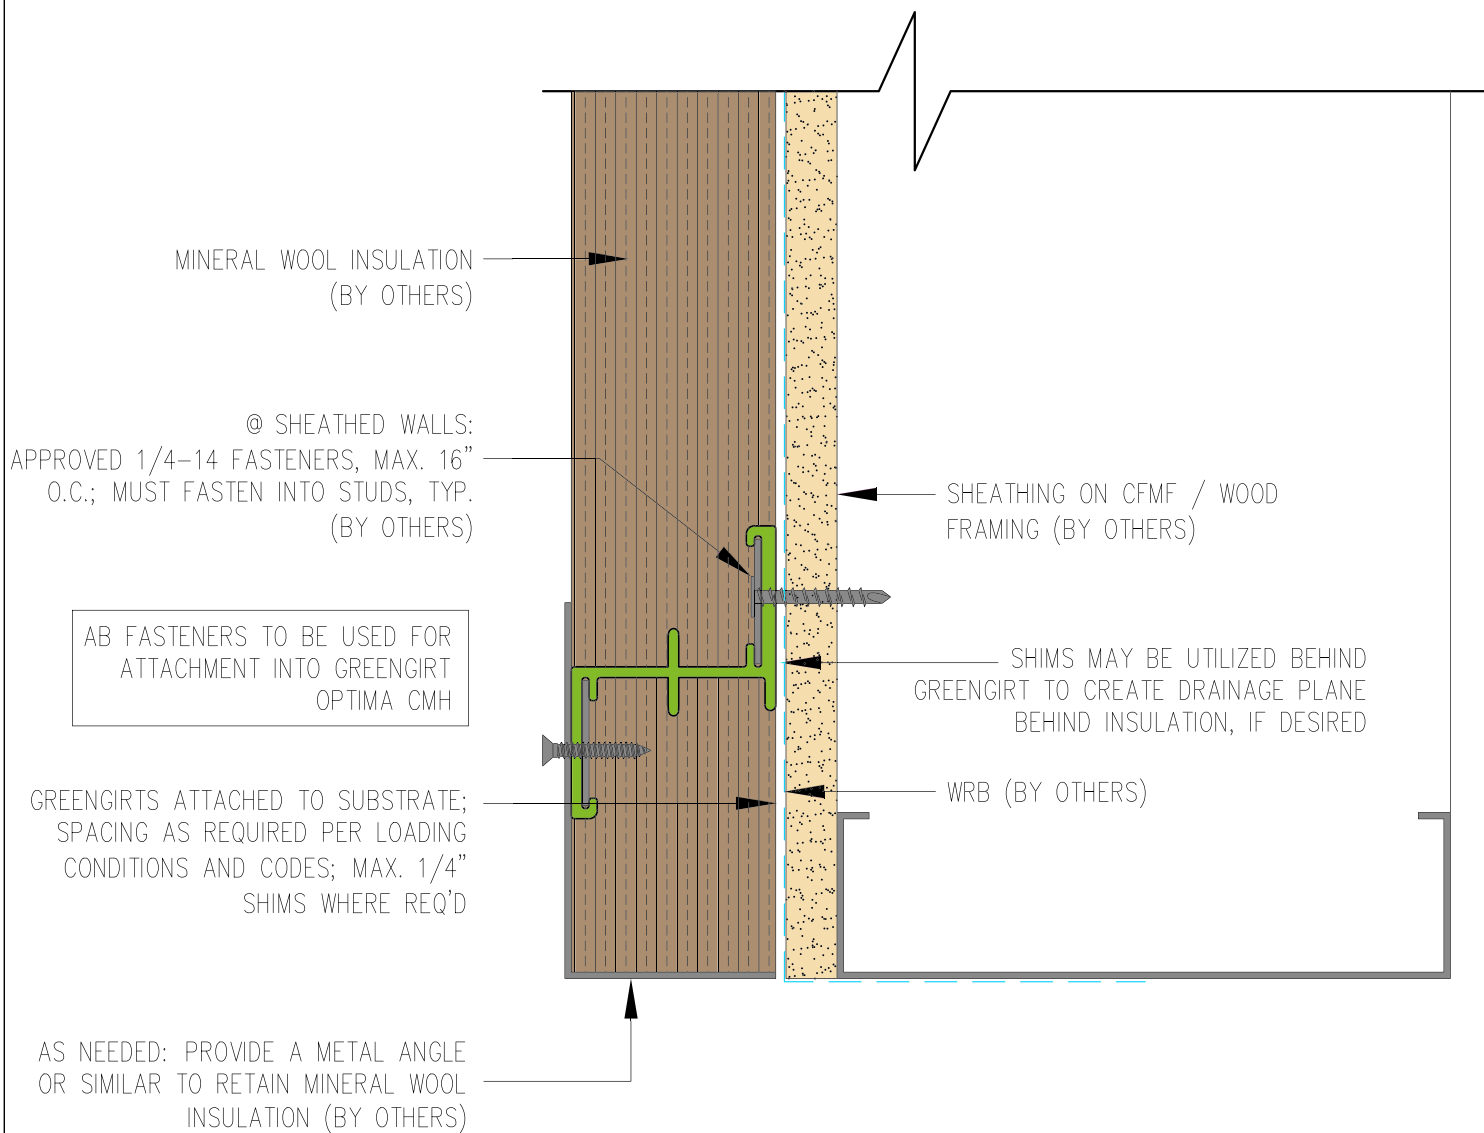 MINERAL WOOL INSULATION
(BY OTHERS)
@ SHEATHED WALLS:
APPROVED 1/4-14 FASTENERS, MAX. 16"
O.C.; MUST FASTEN INTO STUDS, TYP.
(BY OTHERS)
SHEATHING ON CFMF / WOOD
FRAMING (BY OTHERS)
AB FASTENERS TO BE USED FOR
ATTACHMENT INTO GREENGIRT
OPTIMA CMH
SHIMS MAY BE UTILIZED BEHIND
GREENGIRT TO CREATE DRAINAGE PLANE
BEHIND INSULATION, IF DESIRED
GREENGIRTS ATTACHED TO SUBSTRATE;
SPACING AS REQUIRED PER LOADING
CONDITIONS AND CODES; MAX. 1/4"
SHIMS WHERE REQ'D
WRB (BY OTHERS)
AS NEEDED: PROVIDE A METAL ANGLE
OR SIMILAR TO RETAIN MINERAL WOOL
INSULATION (BY OTHERS)